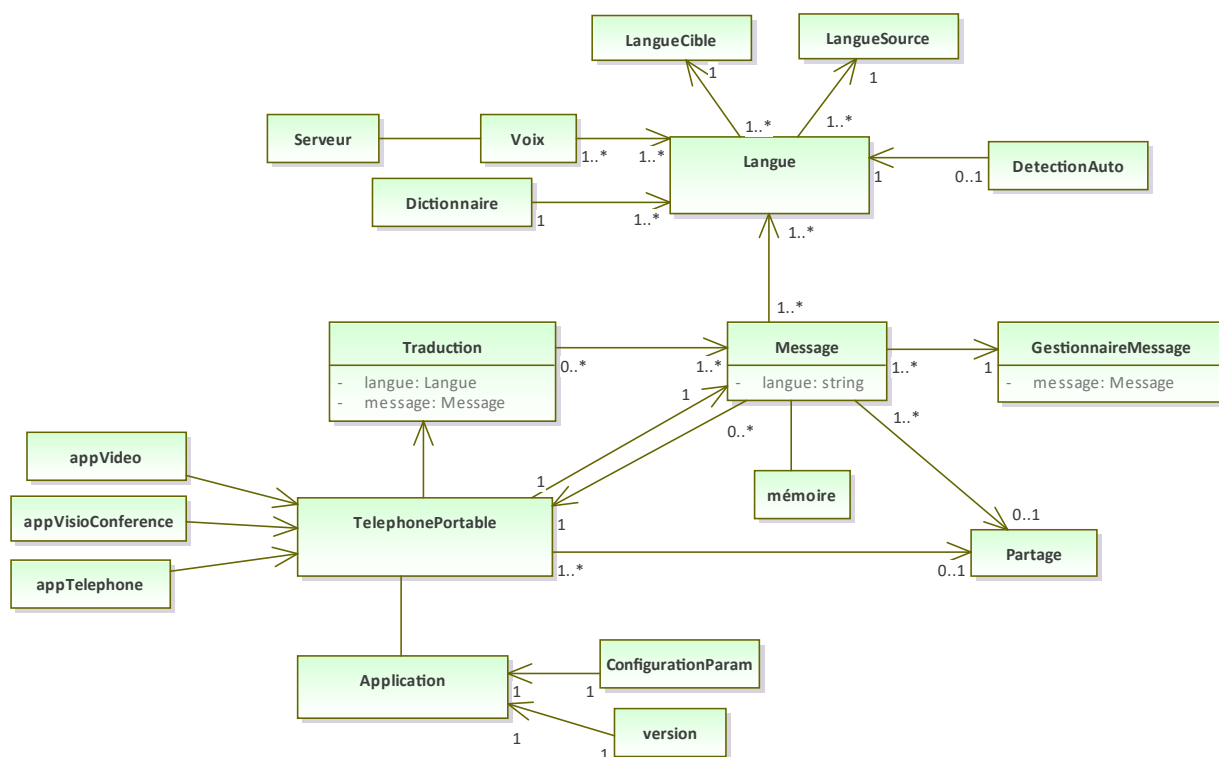 LangueCible
LangueSource
1
1
1..*
1..*
Serveur
Voix
1..*
1..*
Langue
1
0..1
DetectionAuto
Dictionnaire
1
1..*
1..*
1..*
Traduction
- langue: Langue
- message: Message
0..*
1..*
Message
- langue: string
1..*
1
GestionnaireMessage
- message: Message
1
0..*
1..*
appVideo
appVisioConference
appTelephone
1
TelephonePortable
1
1..*
mémoire
0..1
0..1
Partage
Application
1
1
ConfigurationParam
1
1
version